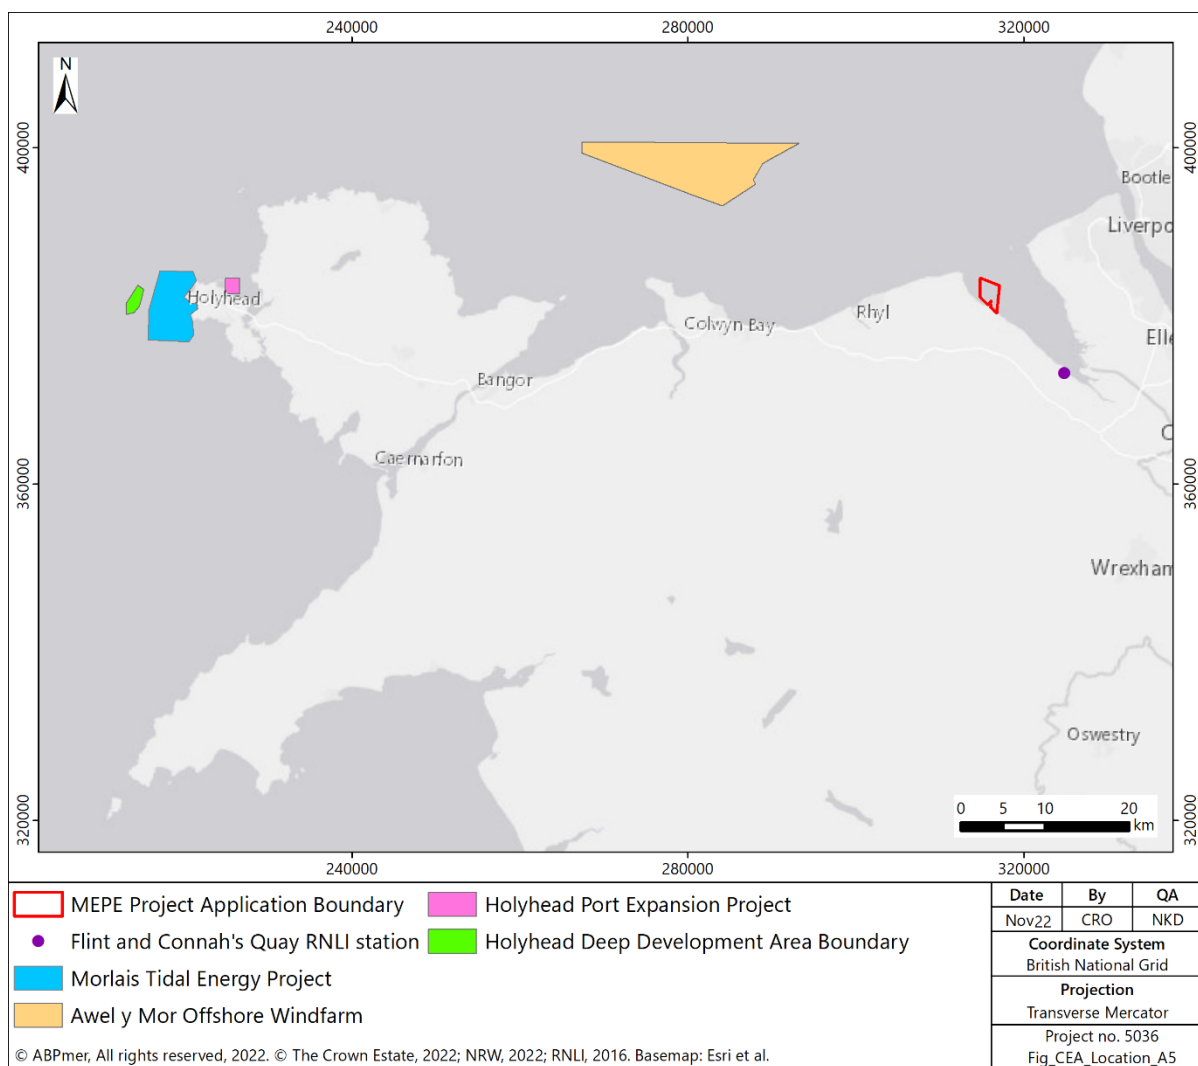 240000 280000 320000
N
400000 400000
Bootle
Liverpo
Holyhead
Rhyl
Colwyn Bay
Elle
Bangor
C
Caernarfon
360000 360000
Wrexham
Oswestry
0 5 10 20
km
320000 320000
240000 280000 320000
MEPE Project Application Boundary
Flint and Connah's Quay RNLI station
Morlais Tidal Energy Project
Awel y Mor Offshore Windfarm
Holyhead Port Expansion Project
Holyhead Deep Development Area Boundary
© ABPmer, All rights reserved, 2022. © The Crown Estate, 2022; NRW, 2022; RNLI, 2016. Basemap: Esri et al.
Date By QA
Nov22 CRO NKD
Coordinate System
British National Grid
Projection
Transverse Mercator
Project no. 5036
Fig_CEA_Location_A5